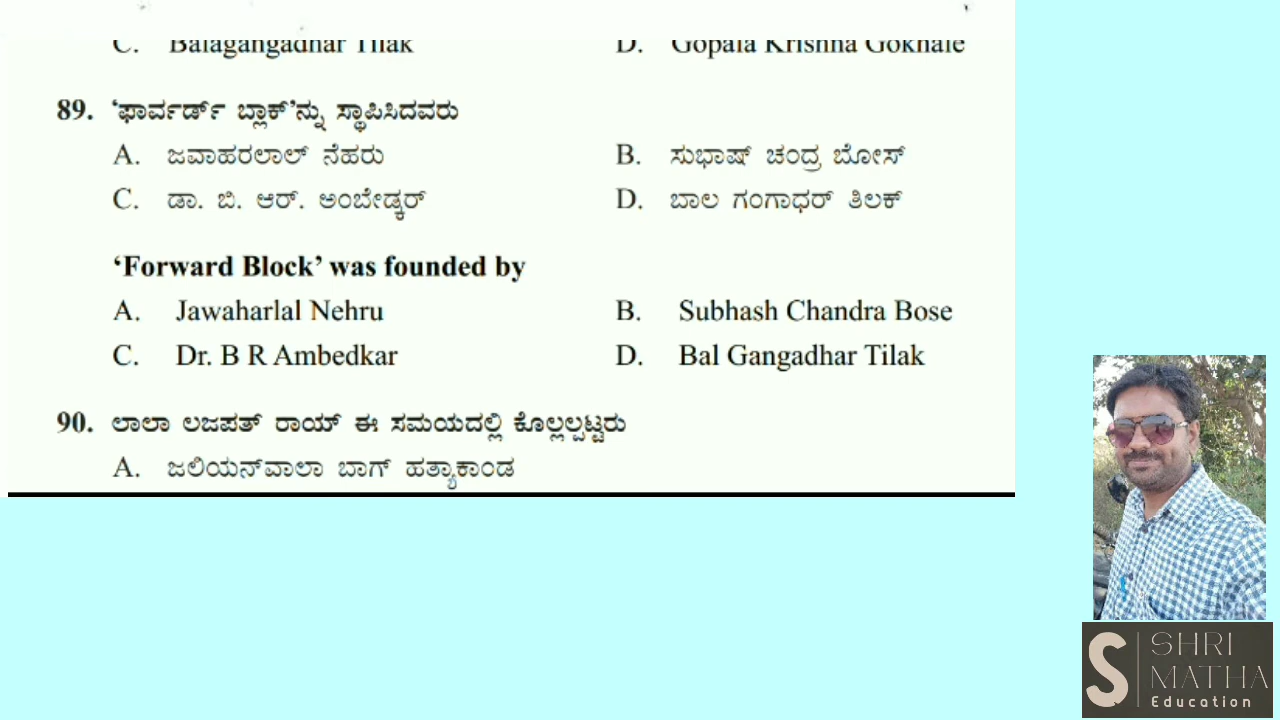 C. Balagangadhar Tilak D. Gopala Krishna Gokhale
89. ‘ಫಾರ್ವರ್ಡ್ ಬ್ಲಾಕ್’ನ್ನು ಸ್ಥಾಪಿಸಿದವರು
A. ಜವಾಹರಲಾಲ್ ನೆಹರು B. ಸುಭಾಷ್ ಚಂದ್ರ ಬೋಸ್
C. ಡಾ. ಬಿ. ಆರ್. ಅಂಬೇಡ್ಕರ್ D. ಬಾಲ ಗಂಗಾಧರ್ ತಿಲಕ್
‘Forward Block’ was founded by
A. Jawaharlal Nehru B. Subhash Chandra Bose
C. Dr. B R Ambedkar D. Bal Gangadhar Tilak
90. ಲಾಲಾ ಲಜಪತ್ ರಾಯ್ ಈ ಸಮಯದಲ್ಲಿ ಕೊಲ್ಲಲ್ಪಟ್ಟರು
A. ಜಲಿಯನ್‌ವಾಲಾ ಬಾಗ್ ಹತ್ಯಾಕಾಂಡ
S SHRI
MATHA
Education